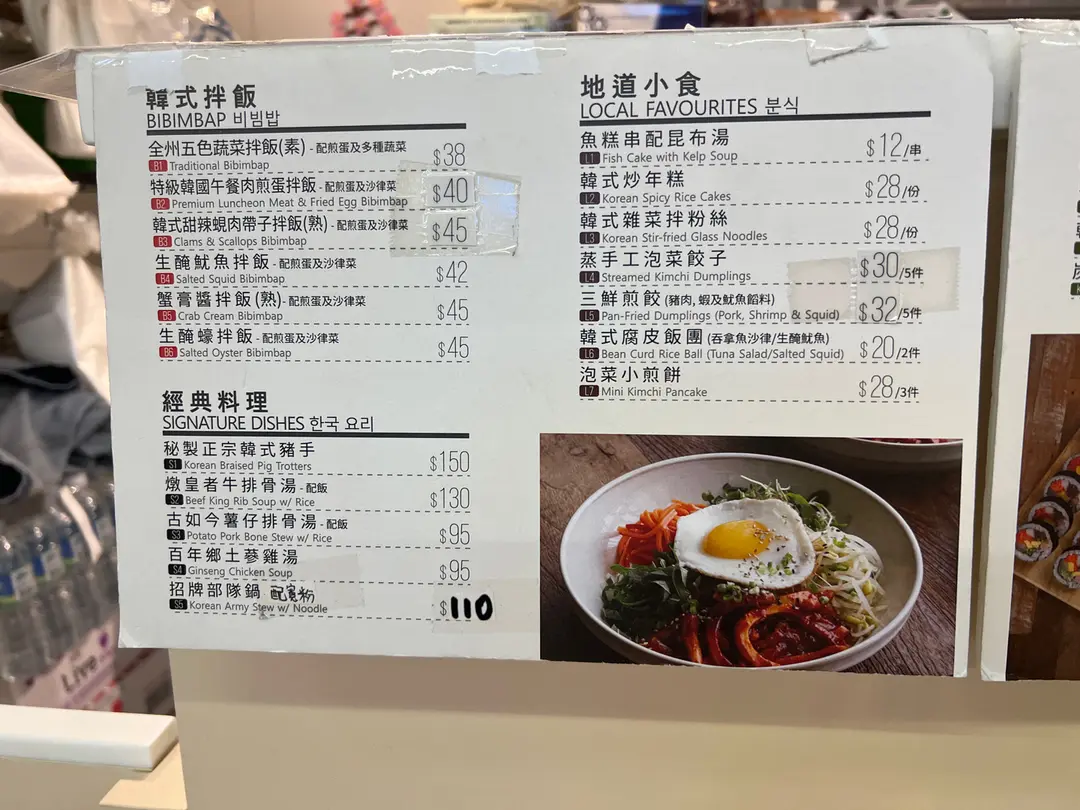 韓式拌飯
BIBIMBAP 비빔밥
全州五色蔬菜拌飯(素) - 配煎蛋及多種蔬菜 $38
B1 Traditional Bibimbap
特級韓國午餐肉煎蛋拌飯 - 配煎蛋及沙律菜 $40
B2 Premium Luncheon Meat & Fried Egg Bibimbap
韓式甜辣蜆肉帶子拌飯(熟) - 配煎蛋及沙律菜 $45
B3 Clams & Scallops Bibimbap
生醃魷魚拌飯 - 配煎蛋及沙律菜 $42
B4 Salted Squid Bibimbap
蟹膏醬拌飯(熟) - 配煎蛋及沙律菜 $45
B5 Crab Cream Bibimbap
生醃蠔拌飯 - 配煎蛋及沙律菜 $45
B6 Salted Oyster Bibimbap
經典料理
SIGNATURE DISHES 한국 요리
秘製正宗韓式豬手 $150
S1 Korean Braised Pig Trotters
燉皇者牛排骨湯 - 配飯 $130
S2 Beef King Rib Soup w/ Rice
古如今薯仔排骨湯 - 配飯 $95
S3 Potato Pork Bone Stew w/ Rice
百年鄉土蔘雞湯 $95
S4 Ginseng Chicken Soup
招牌部隊鍋 $110
S5 Korean Army Stew w/ Noodle
地道小食
LOCAL FAVOURITES 분식
魚糕串配昆布湯 $12/串
L1 Fish Cake with Kelp Soup
韓式炒年糕 $28/份
L2 Korean Spicy Rice Cakes
韓式雜菜拌粉絲 $28/份
L3 Korean Stir-fried Glass Noodles
蒸手工泡菜餃子 $30/5件
L4 Streamed Kimchi Dumplings
三鮮煎餃 (豬肉, 蝦及魷魚餡料) $32/5件
L5 Pan-Fried Dumplings (Pork, Shrimp & Squid)
韓式腐皮飯團 (吞拿魚沙律/生醃魷魚) $20/2件
L6 Bean Curd Rice Ball (Tuna Salad/Salted Squid)
泡菜小煎餅 $28/3件
L7 Mini Kimchi Pancake
Live